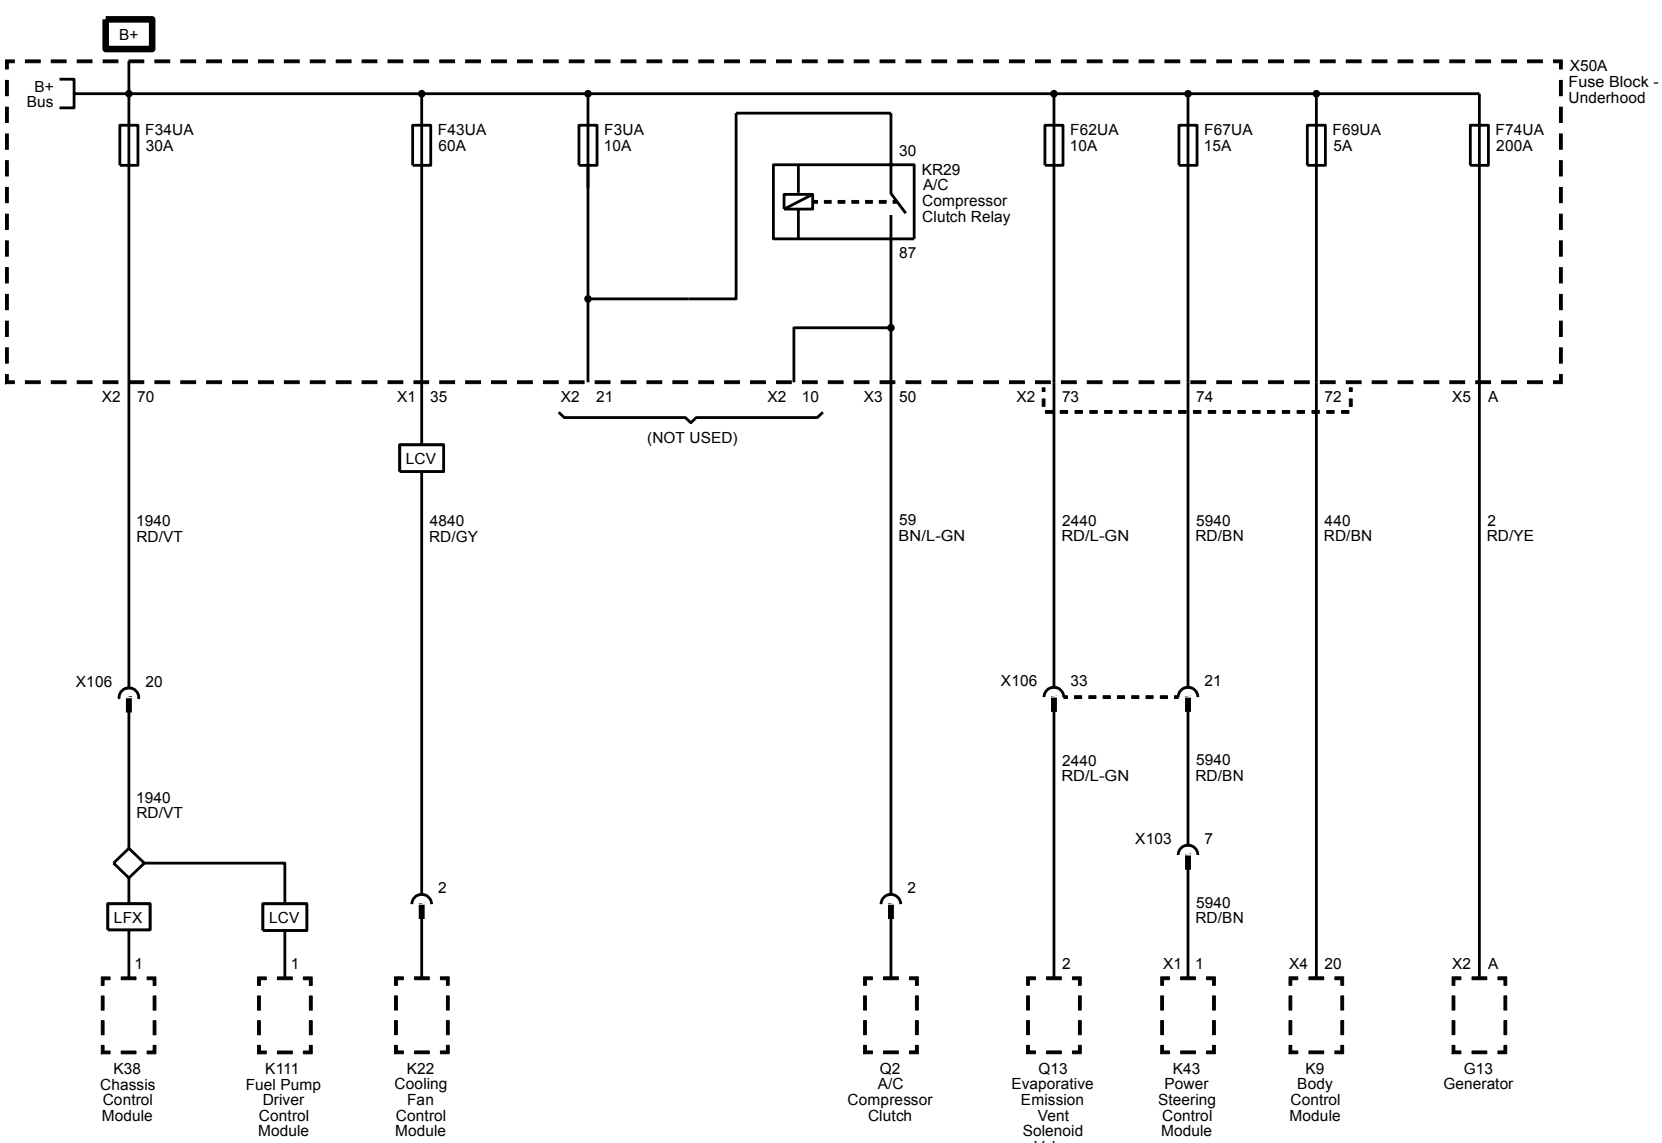 B+
X50A
Fuse Block -
Underhood
B+
Bus
F34UA
30A
F43UA
60A
F3UA
10A
30
KR29
A/C
Compressor
Clutch Relay
87
F62UA
10A
F67UA
15A
F69UA
5A
F74UA
200A
X2 70
X1 35
X2 21
X2 10
X3 50
X2 73
74
72
X5 A
(NOT USED)
LCV
1940
RD/VT
4840
RD/GY
59
BN/L-GN
2440
RD/L-GN
5940
RD/BN
440
RD/BN
2
RD/YE
X106 20
X106 33
21
1940
RD/VT
2440
RD/L-GN
5940
RD/BN
X103 7
2
2
5940
RD/BN
LFX
LCV
1
1
2
X1 1
X4 20
X2 A
K38
Chassis
Control
Module
K111
Fuel Pump
Driver
Control
Module
K22
Cooling
Fan
Control
Module
Q2
A/C
Compressor
Clutch
Q13
Evaporative
Emission
Vent
Solenoid
K43
Power
Steering
Control
Module
K9
Body
Control
Module
G13
Generator